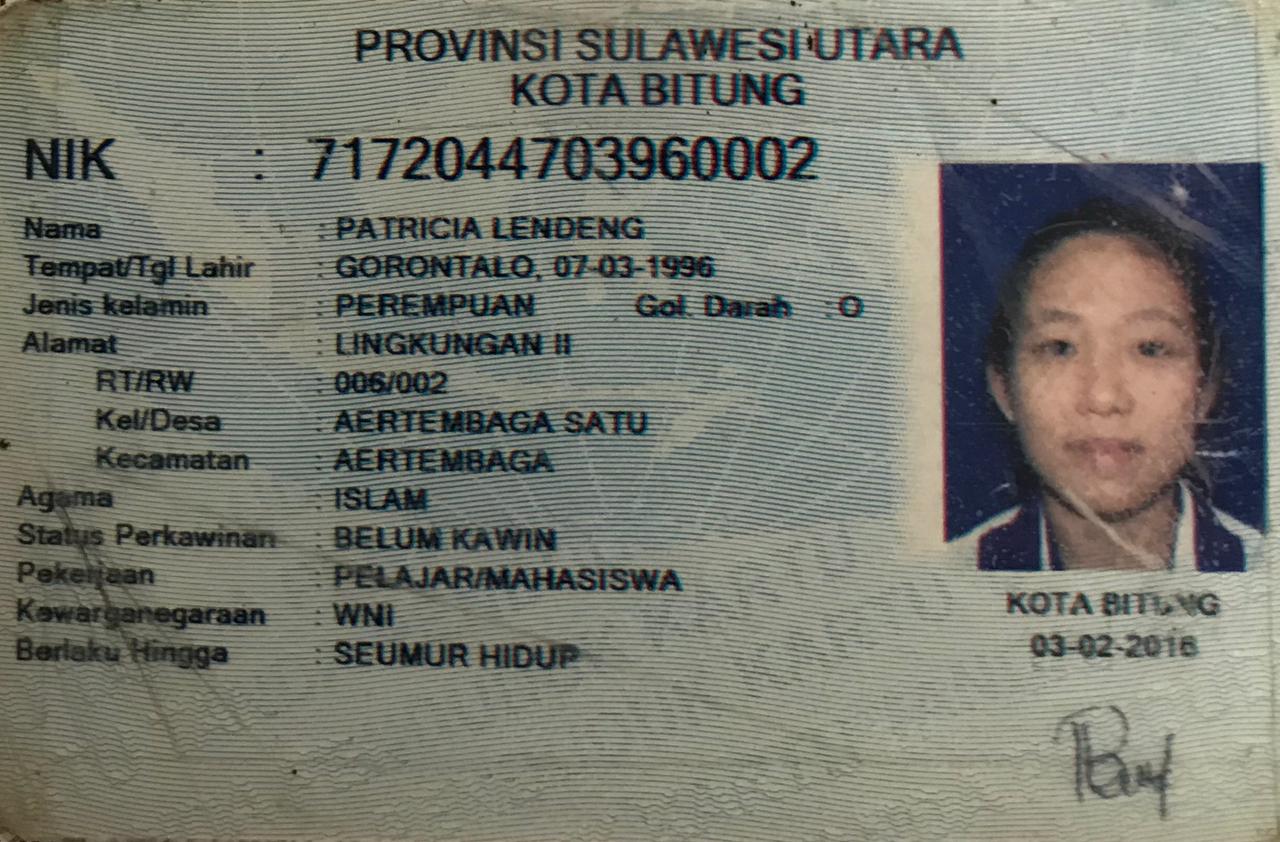 PROVINSI SULAWESI UTARA
KOTA BITUNG
NIK : 7172044703960002
Nama : PATRICIA LENDENG
Tempat/Tgl Lahir : GORONTALO, 07-03-1996
Jenis kelamin : PEREMPUAN Gol. Darah : O
Alamat : LINGKUNGAN II
RT/RW : 006/002
Kel/Desa : AERTEMBAGA SATU
Kecamatan : AERTEMBAGA
Agama : ISLAM
Status Perkawinan : BELUM KAWIN
Pekerjaan : PELAJAR/MAHASISWA
Kewarganegaraan : WNI
Berlaku Hingga : SEUMUR HIDUP
KOTA BITUNG
03-02-2016